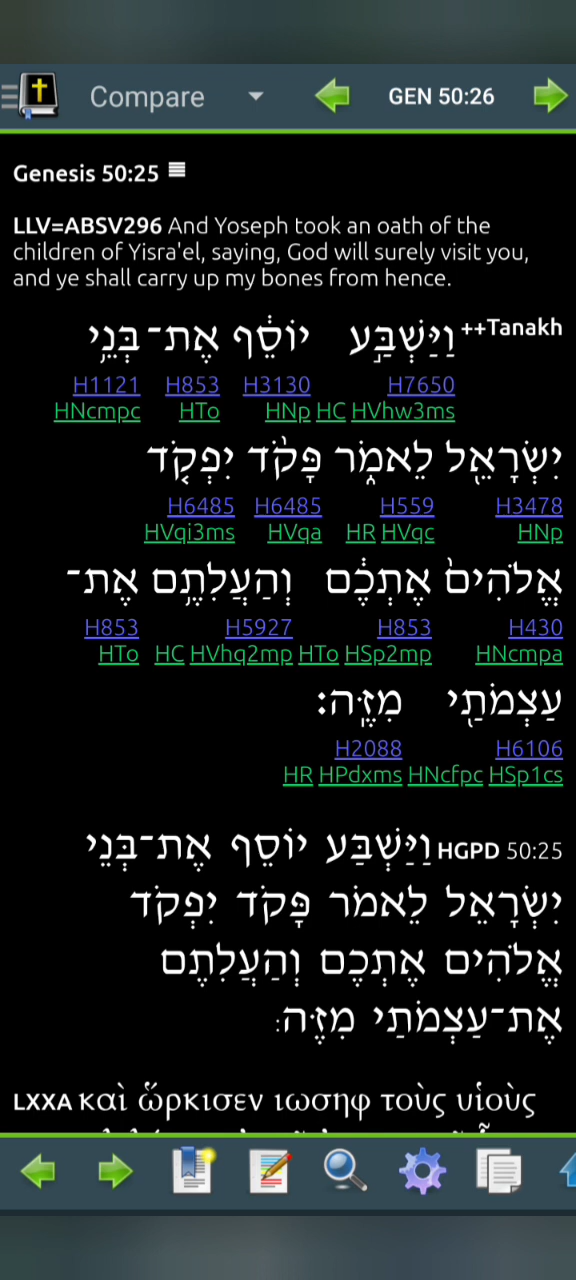 Compare
GEN 50:26
Genesis 50:25
LLV=ABSV296 And Yoseph took an oath of the
children of Yisra'el, saying, God will surely visit you,
and ye shall carry up my bones from hence.
++Tanakh וַיַּשְׁבַּ֣ע יוֹסֵ֔ף אֶת־בְּנֵ֥י
H1121 H853 H3130 H7650
HNcmpc HTo HNp HC HVhw3ms
יִשְׂרָאֵ֖ל לֵאמֹ֑ר פָּקֹ֨ד יִפְקֹ֤ד
H6485 H6485 H559 H3478
HVqi3ms HVqa HR HVqc HNp
אֱלֹהִים֙ אֶתְכֶ֔ם וְהַעֲלִתֶ֥ם אֶת־
H853 H5927 H853 H430
HTo HC HVhq2mp HTo HSp2mp HNcmpa
עַצְמֹתַ֖י מִזֶּֽה׃
H2088 H6106
HR HPdxms HNcfpc HSp1cs
HGPD 50:25 וַיַּשְׁבַּע יוֹסֵף אֶת־בְּנֵי
יִשְׂרָאֵל לֵאמֹר פָּקֹד יִפְקֹד
אֱלֹהִים אֶתְכֶם וְהַעֲלִתֶם
אֶת־עַצְמֹתַי מִזֶּה:
LXXA καὶ ὥρκισεν ιωσηφ τοὺς υἱοὺς